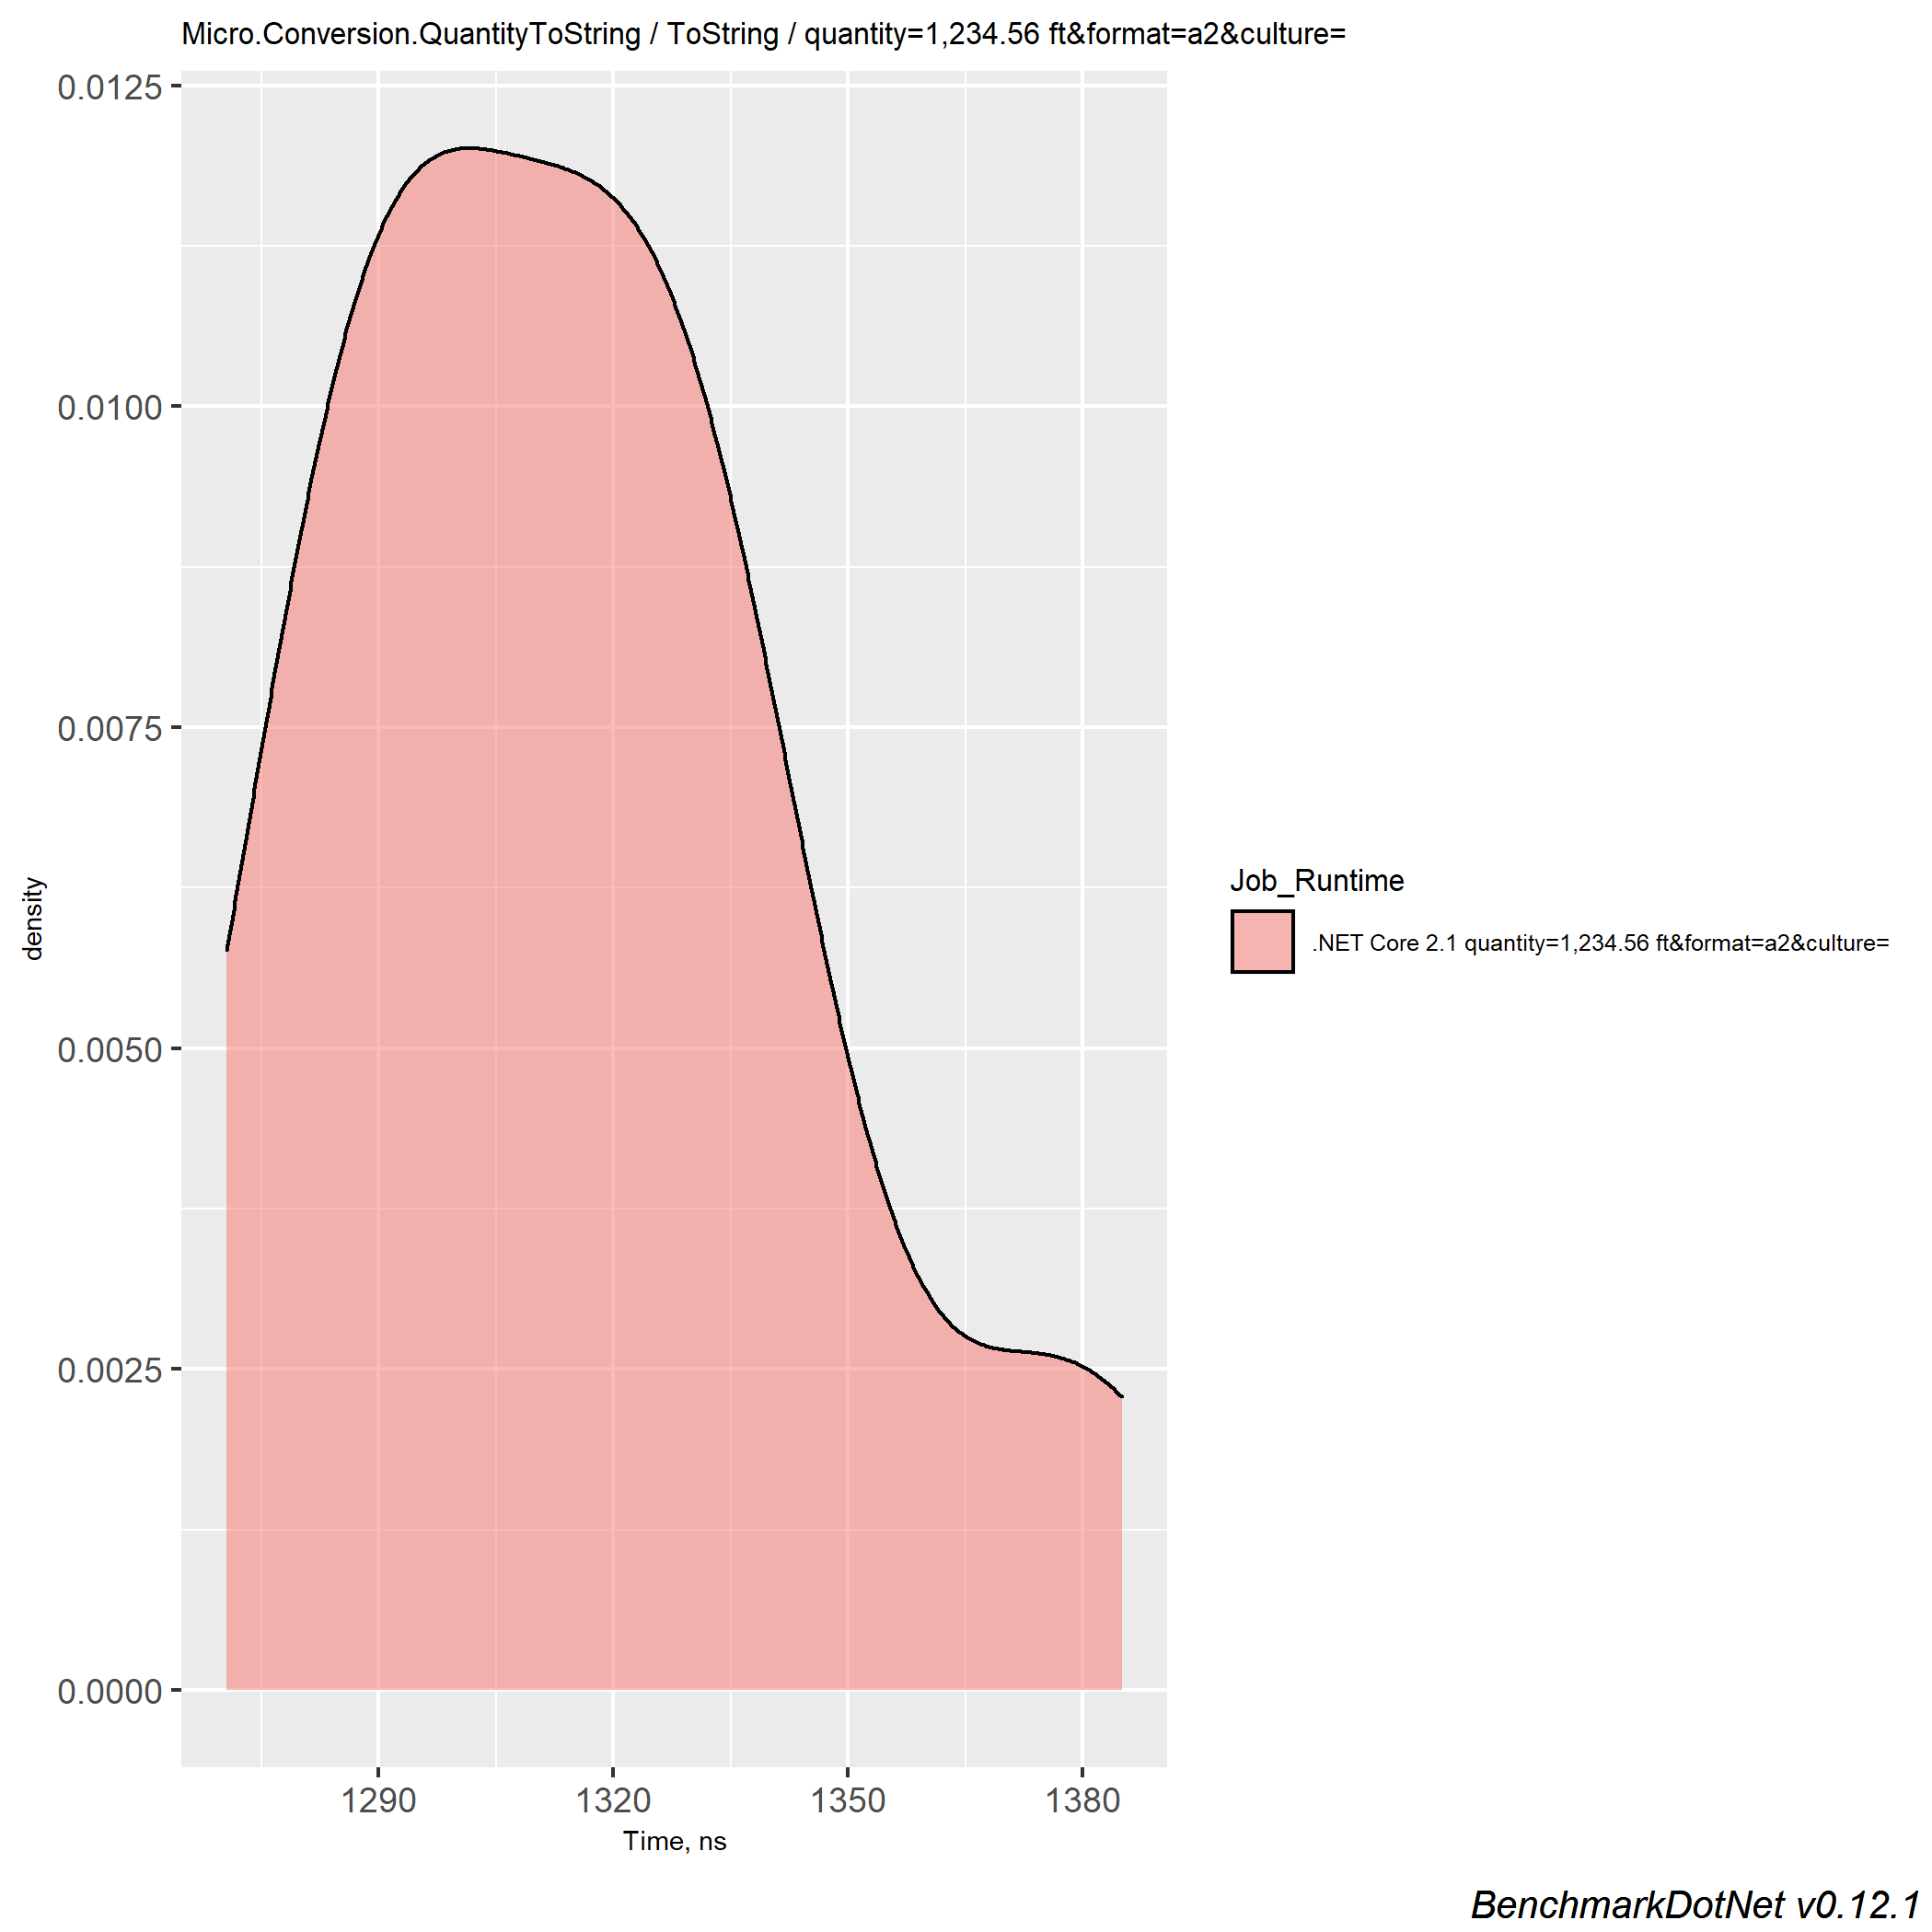 Micro.Conversion.QuantityToString / ToString / quantity=1,234.56 ft&format=a2&culture=
0.0125
0.0100
0.0075
0.0050
0.0025
0.0000
density
1290 1320 1350 1380
Time, ns
Job_Runtime
.NET Core 2.1 quantity=1,234.56 ft&format=a2&culture=
BenchmarkDotNet v0.12.1